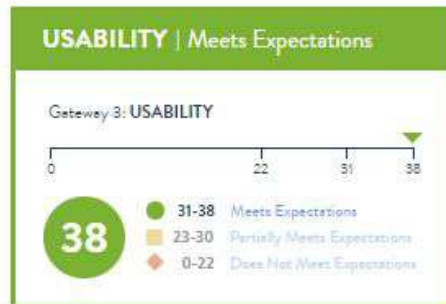 USABILITY | Meets Expectations
Gateway 3: USABILITY
0 22 31 38
38
31-38 Meets Expectations
23-30 Partially Meets Expectations
0-22 Does Not Meet Expectations